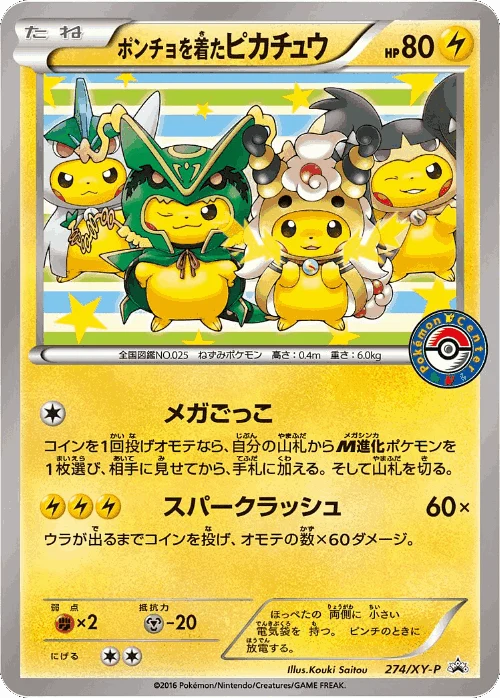 たね ポンチョを着たピカチュウ HP80
全国図鑑NO.025 ねずみポケモン 高さ:0.4m 重さ:6.0kg
Pokémon Center
メガごっこ
コインを1回投げオモテなら、自分の山札からM進化ポケモンを
1枚選び、相手に見せてから、手札に加える。そして山札を切る。
スパークラッシュ 60×
ウラが出るまでコインを投げ、オモテの数×60ダメージ。
弱点 抵抗力
×2 -20
にげる
ほっぺたの 両側に 小さい
電気袋を 持つ。 ピンチのときに
放電する。
Illus.Kouki Saitou 274/XY-P
©2016 Pokémon/Nintendo/Creatures/GAME FREAK.